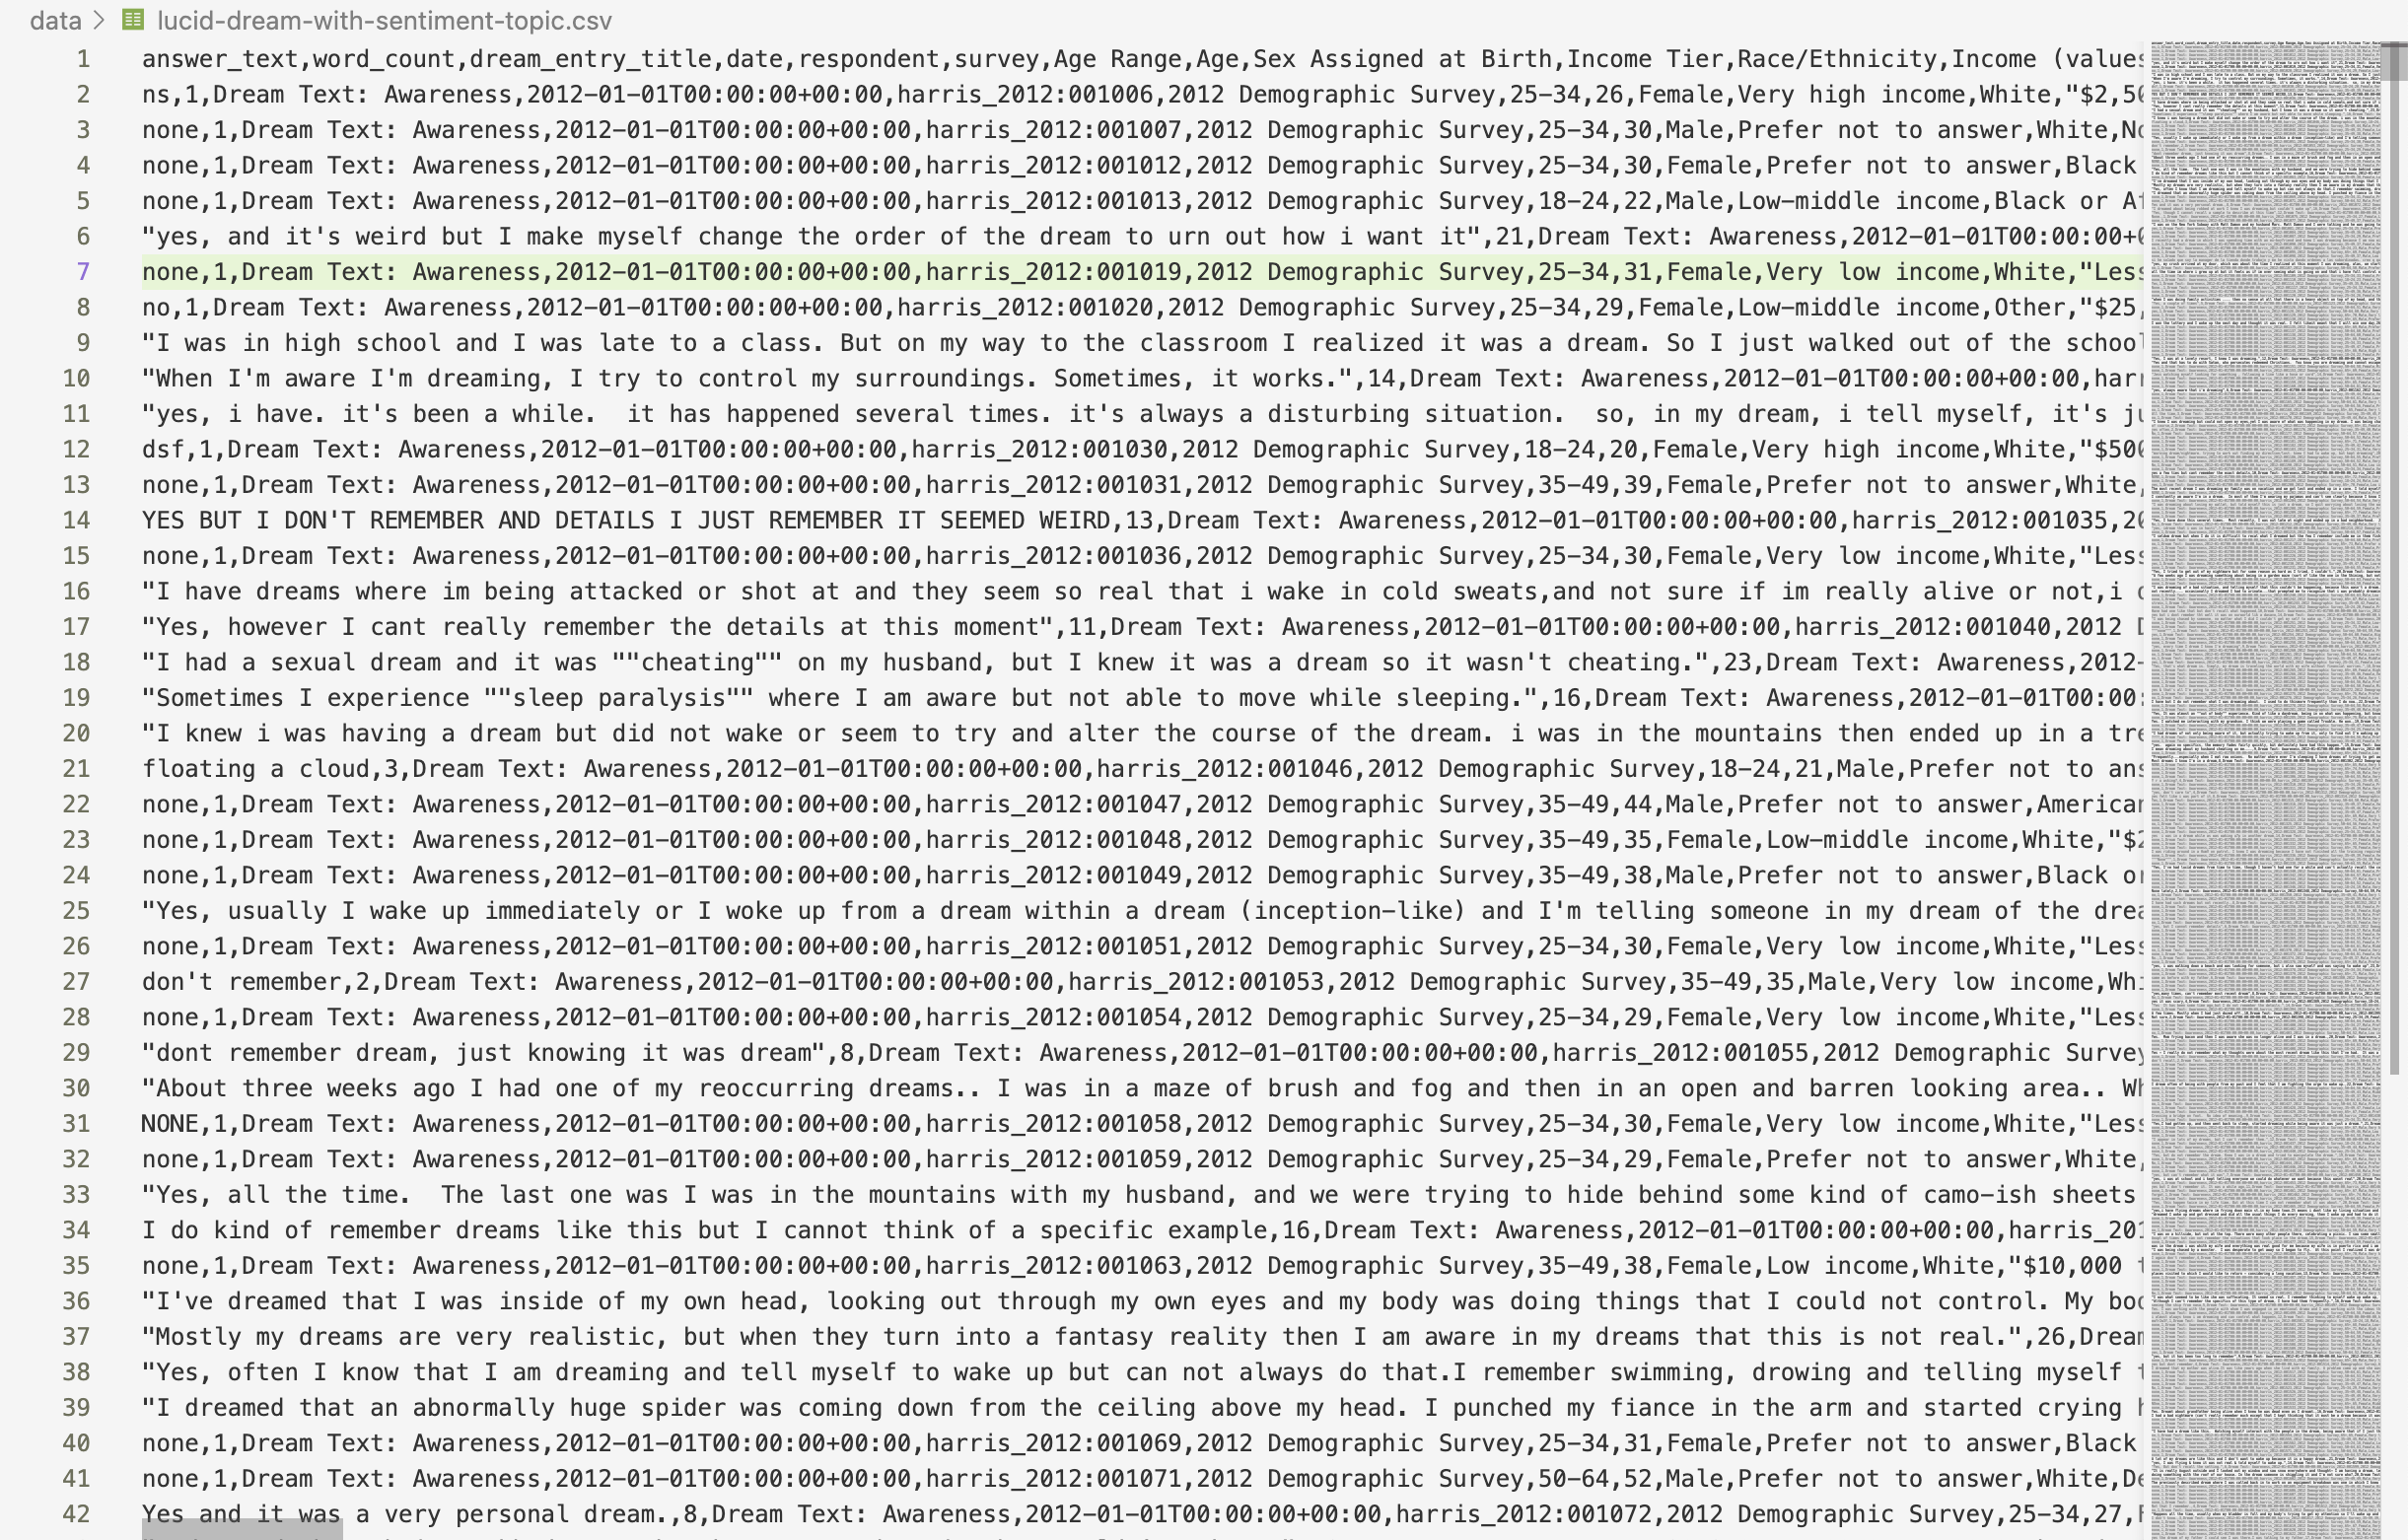 data > lucid-dream-with-sentiment-topic.csv
1 answer_text,word_count,dream_entry_title,date,respondent,survey,Age Range,Age,Sex Assigned at Birth,Income Tier,Race/Ethnicity,Income (values
2 ns,1,Dream Text: Awareness,2012-01-01T00:00:00+00:00,harris_2012:001006,2012 Demographic Survey,25-34,26,Female,Very high income,White,"$2,50
3 none,1,Dream Text: Awareness,2012-01-01T00:00:00+00:00,harris_2012:001007,2012 Demographic Survey,25-34,30,Male,Prefer not to answer,White,No
4 none,1,Dream Text: Awareness,2012-01-01T00:00:00+00:00,harris_2012:001012,2012 Demographic Survey,25-34,30,Female,Prefer not to answer,Black
5 none,1,Dream Text: Awareness,2012-01-01T00:00:00+00:00,harris_2012:001013,2012 Demographic Survey,18-24,22,Male,Low-middle income,Black or Af
6 "yes, and it's weird but I make myself change the order of the dream to urn out how i want it",21,Dream Text: Awareness,2012-01-01T00:00:00+0
7 none,1,Dream Text: Awareness,2012-01-01T00:00:00+00:00,harris_2012:001019,2012 Demographic Survey,25-34,31,Female,Very low income,White,"Less
8 no,1,Dream Text: Awareness,2012-01-01T00:00:00+00:00,harris_2012:001020,2012 Demographic Survey,25-34,29,Female,Low-middle income,Other,"$25,
9 "I was in high school and I was late to a class. But on my way to the classroom I realized it was a dream. So I just walked out of the school
10 "When I'm aware I'm dreaming, I try to control my surroundings. Sometimes, it works.",14,Dream Text: Awareness,2012-01-01T00:00:00+00:00,harr
11 "yes, i have. it's been a while.  it has happened several times. it's always a disturbing situation.  so, in my dream, i tell myself, it's ju
12 dsf,1,Dream Text: Awareness,2012-01-01T00:00:00+00:00,harris_2012:001030,2012 Demographic Survey,18-24,20,Female,Very high income,White,"$500
13 none,1,Dream Text: Awareness,2012-01-01T00:00:00+00:00,harris_2012:001031,2012 Demographic Survey,35-49,39,Female,Prefer not to answer,White,
14 YES BUT I DON'T REMEMBER AND DETAILS I JUST REMEMBER IT SEEMED WEIRD,13,Dream Text: Awareness,2012-01-01T00:00:00+00:00,harris_2012:001035,20
15 none,1,Dream Text: Awareness,2012-01-01T00:00:00+00:00,harris_2012:001036,2012 Demographic Survey,25-34,30,Female,Very low income,White,"Less
16 "I have dreams where im being attacked or shot at and they seem so real that i wake in cold sweats,and not sure if im really alive or not,i
17 "Yes, however I cant really remember the details at this moment",11,Dream Text: Awareness,2012-01-01T00:00:00+00:00,harris_2012:001040,2012 D
18 "I had a sexual dream and it was ""cheating"" on my husband, but I knew it was a dream so it wasn't cheating.",23,Dream Text: Awareness,2012-
19 "Sometimes I experience ""sleep paralysis"" where I am aware but not able to move while sleeping.",16,Dream Text: Awareness,2012-01-01T00:00:
20 "I knew i was having a dream but did not wake or seem to try and alter the course of the dream. i was in the mountains then ended up in a tre
21 floating a cloud,3,Dream Text: Awareness,2012-01-01T00:00:00+00:00,harris_2012:001046,2012 Demographic Survey,18-24,21,Male,Prefer not to ans
22 none,1,Dream Text: Awareness,2012-01-01T00:00:00+00:00,harris_2012:001047,2012 Demographic Survey,35-49,44,Male,Prefer not to answer,American
23 none,1,Dream Text: Awareness,2012-01-01T00:00:00+00:00,harris_2012:001048,2012 Demographic Survey,35-49,35,Female,Low-middle income,White,"$2
24 none,1,Dream Text: Awareness,2012-01-01T00:00:00+00:00,harris_2012:001049,2012 Demographic Survey,35-49,38,Male,Prefer not to answer,Black or
25 "Yes, usually I wake up immediately or I woke up from a dream within a dream (inception-like) and I'm telling someone in my dream of the drea
26 none,1,Dream Text: Awareness,2012-01-01T00:00:00+00:00,harris_2012:001051,2012 Demographic Survey,25-34,30,Female,Very low income,White,"Less
27 don't remember,2,Dream Text: Awareness,2012-01-01T00:00:00+00:00,harris_2012:001053,2012 Demographic Survey,35-49,35,Male,Very low income,Whi
28 none,1,Dream Text: Awareness,2012-01-01T00:00:00+00:00,harris_2012:001054,2012 Demographic Survey,25-34,29,Female,Very low income,White,"Less
29 "dont remember dream, just knowing it was dream",8,Dream Text: Awareness,2012-01-01T00:00:00+00:00,harris_2012:001055,2012 Demographic Survey
30 "About three weeks ago I had one of my reoccurring dreams.. I was in a maze of brush and fog and then in an open and barren looking area.. Wh
31 NONE,1,Dream Text: Awareness,2012-01-01T00:00:00+00:00,harris_2012:001058,2012 Demographic Survey,25-34,30,Female,Very low income,White,"Less
32 none,1,Dream Text: Awareness,2012-01-01T00:00:00+00:00,harris_2012:001059,2012 Demographic Survey,25-34,29,Female,Prefer not to answer,White,
33 "Yes, all the time.  The last one was I was in the mountains with my husband, and we were trying to hide behind some kind of camo-ish sheets
34 I do kind of remember dreams like this but I cannot think of a specific example,16,Dream Text: Awareness,2012-01-01T00:00:00+00:00,harris_201
35 none,1,Dream Text: Awareness,2012-01-01T00:00:00+00:00,harris_2012:001063,2012 Demographic Survey,35-49,38,Female,Low income,White,"$10,000 t
36 "I've dreamed that I was inside of my own head, looking out through my own eyes and my body was doing things that I could not control. My bod
37 "Mostly my dreams are very realistic, but when they turn into a fantasy reality then I am aware in my dreams that this is not real.",26,Dream
38 "Yes, often I know that I am dreaming and tell myself to wake up but can not always do that.I remember swimming, drowing and telling myself t
39 "I dreamed that an abnormally huge spider was coming down from the ceiling above my head. I punched my fiance in the arm and started crying h
40 none,1,Dream Text: Awareness,2012-01-01T00:00:00+00:00,harris_2012:001069,2012 Demographic Survey,25-34,31,Female,Prefer not to answer,Black
41 none,1,Dream Text: Awareness,2012-01-01T00:00:00+00:00,harris_2012:001071,2012 Demographic Survey,50-64,52,Male,Prefer not to answer,White,De
42 Yes and it was a very personal dream.,8,Dream Text: Awareness,2012-01-01T00:00:00+00:00,harris_2012:001072,2012 Demographic Survey,25-34,27,